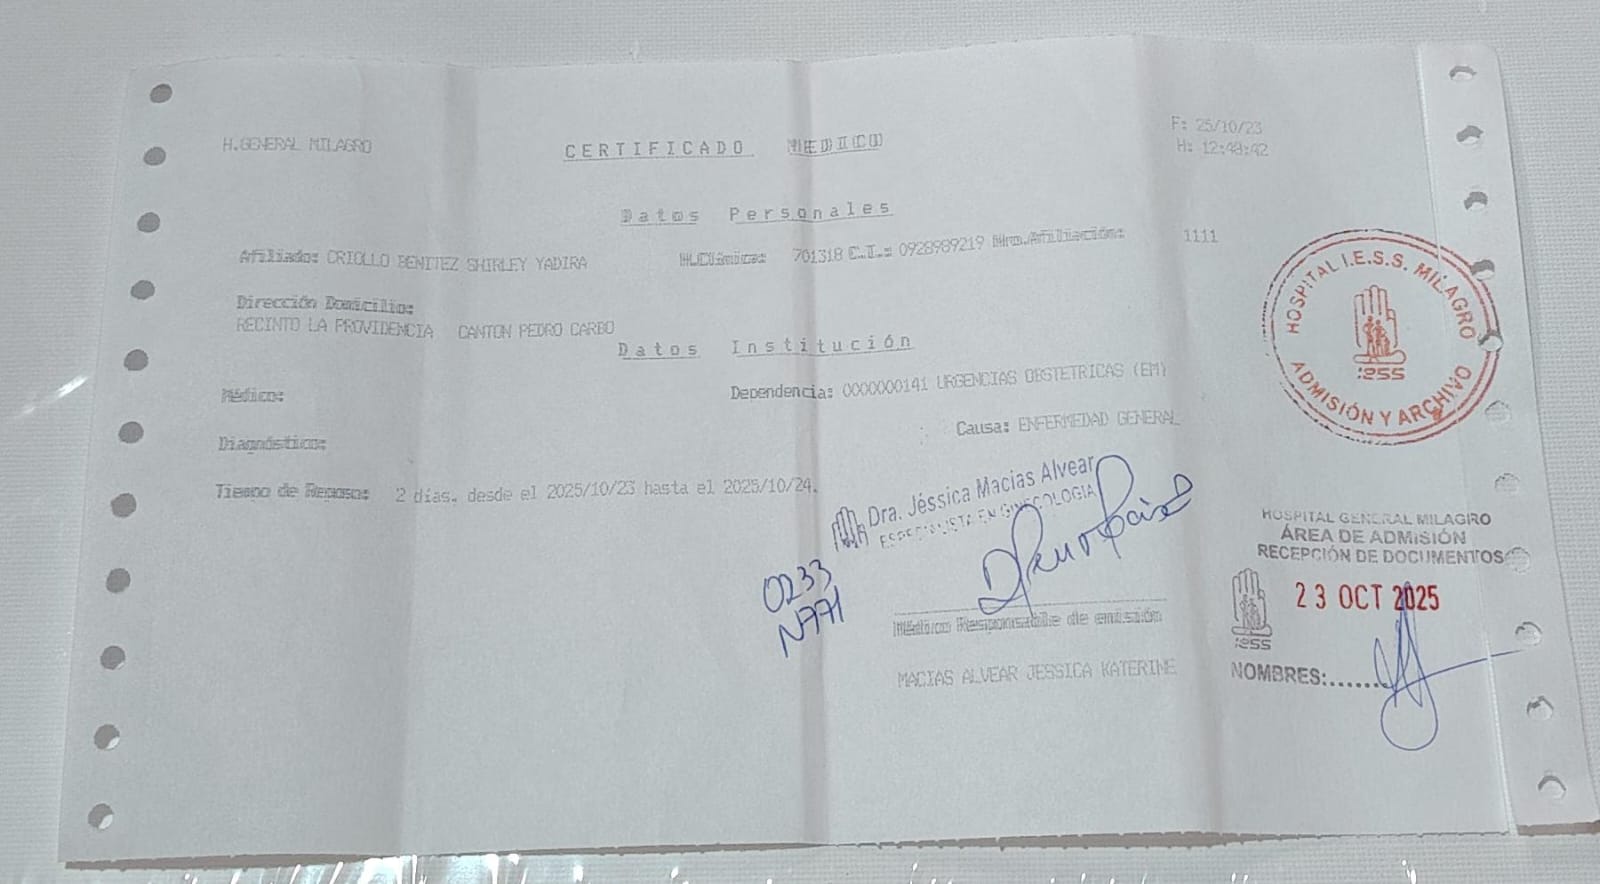 H.GENERAL MILAGRO
CERTIFICADO MEDICO
F: 25/10/23
H: 12:48:42
Datos Personales
Afiliado: CRIOLLO BENITEZ SHIRLEY YADIRA HUClínica: 701318 C.I.: 0928989219 Nro.Afiliación: 1111
Dirección Domicilio:
RECINTO LA PROVIDENCIA CANTON PEDRO CARBO
Datos Institución
Médico:
Dependencia: 0000000141 URGENCIAS OBSTETRICAS (EM)
Diagnóstico:
Causa: ENFERMEDAD GENERAL
Tiempo de Reposo: 2 días, desde el 2025/10/23 hasta el 2025/10/24.
Dra. Jéssica Macias Alvear
ESPECIALISTA EN GINECOLOGIA
0233
N771
Médico Responsable de emisión
MACIAS ALVEAR JESSICA KATERINE
HOSPITAL I.E.S.S. MILAGRO
iess
ADMISIÓN Y ARCHIVO
HOSPITAL GENERAL MILAGRO
ÁREA DE ADMISIÓN
RECEPCIÓN DE DOCUMENTOS
23 OCT 2025
iess
NOMBRES:.......